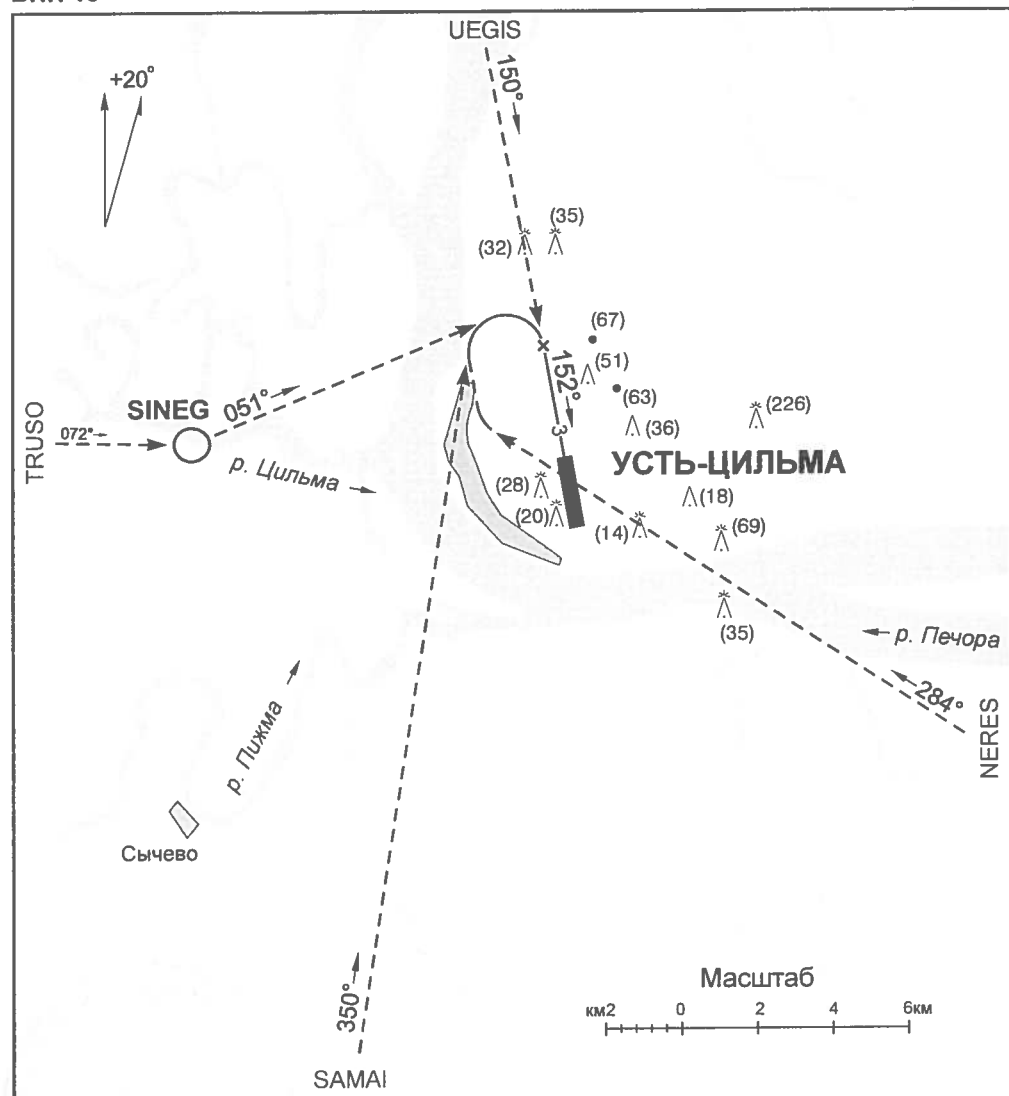 UEGIS
+20°
150°
(35)
(32)
(67)
(51)
152°
(63)
(226)
(36)
TRUSO
072°
SINEG
051°
3
УСТЬ-ЦИЛЬМА
р. Цильма
(28)
(18)
(20)
(14)
(69)
(35)
р. Печора
284°
NERES
р. Пижма
Сычево
350°
SAMAI
Масштаб
км2 0 2 4 6км